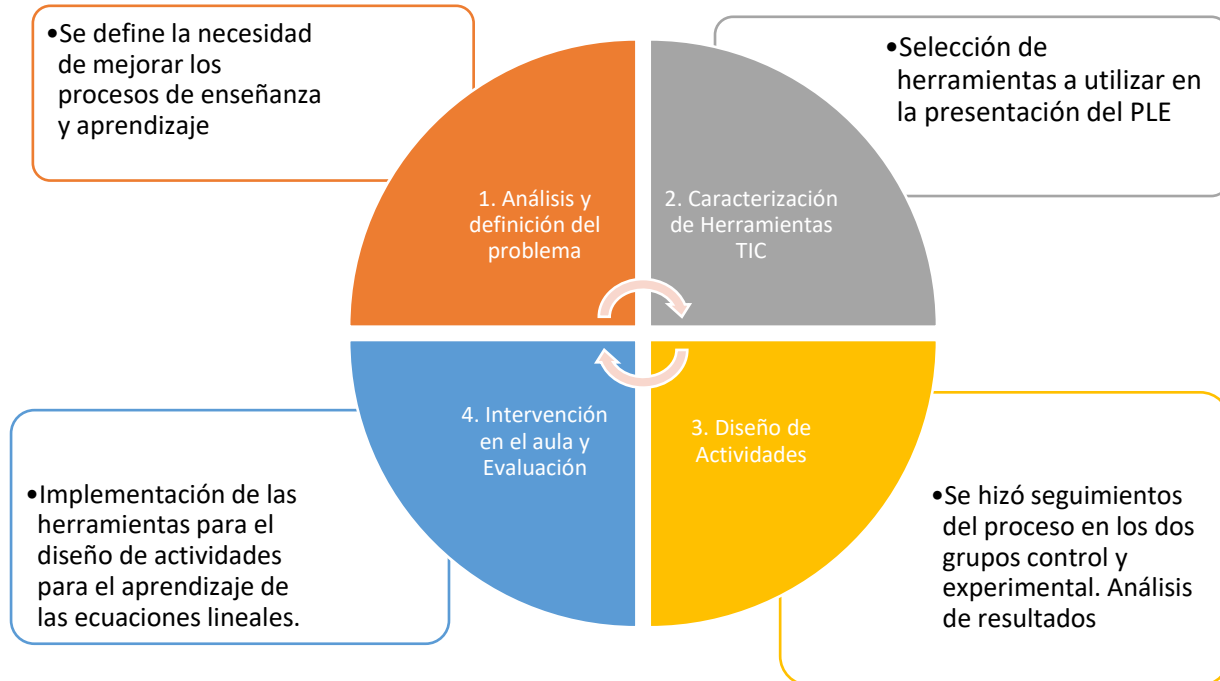 •Se define la necesidad
de mejorar los
procesos de enseñanza
y aprendizaje
•Selección de
herramientas a utilizar en
la presentación del PLE
1. Análisis y
definición del
problema
2. Caracterización
de Herramientas
TIC
4. Intervención
en el aula y
Evaluación
3. Diseño de
Actividades
•Implementación de las
herramientas para el
diseño de actividades
para el aprendizaje de
las ecuaciones lineales.
•Se hizó seguimientos
del proceso en los dos
grupos control y
experimental. Análisis
de resultados